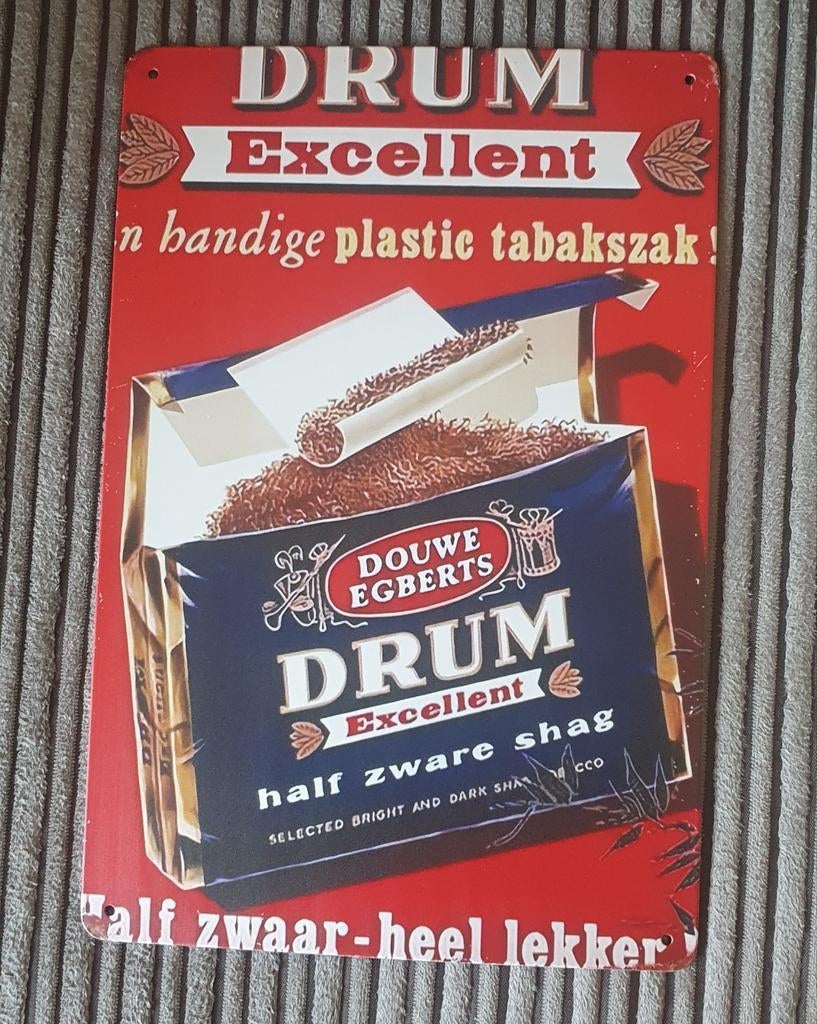 DRUM
Excellent
n handige plastic tabakszak!
DOUWE
EGBERTS
DRUM
Excellent
half zware shag
SELECTED BRIGHT AND DARK
Half zwaar-heel lekker!